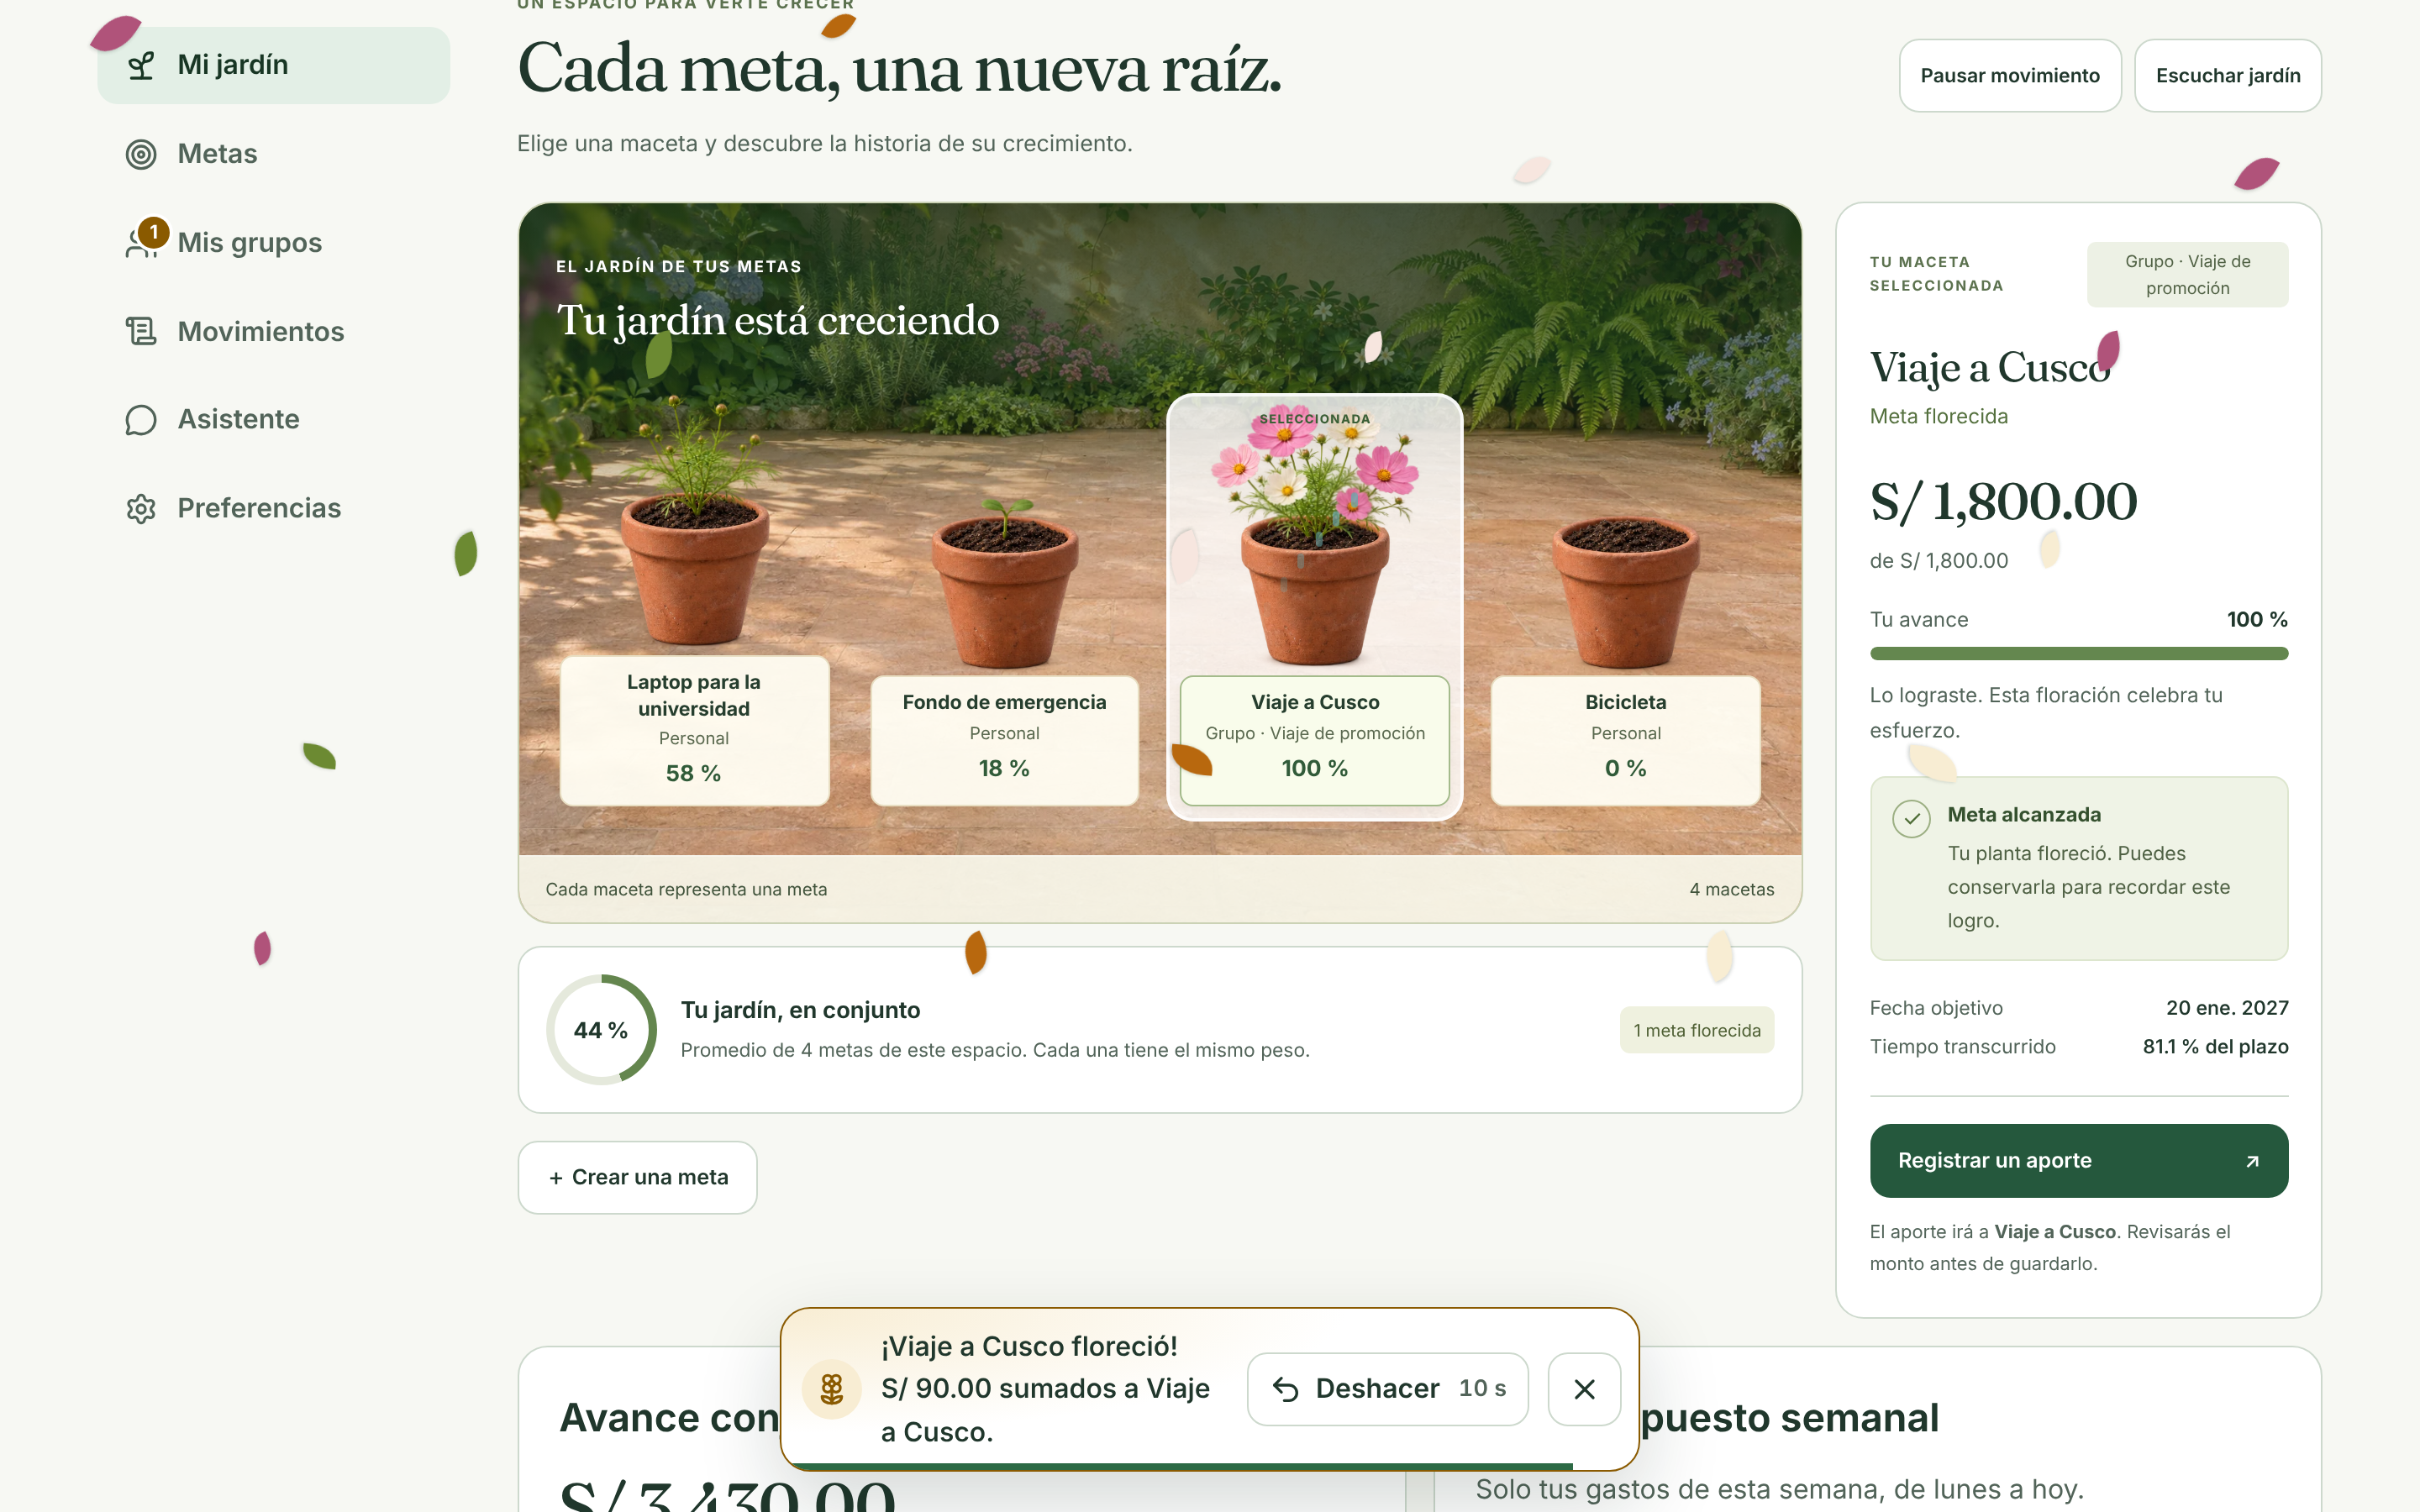 UN ESPACIO PARA VERTE CRECER
Cada meta, una nueva raíz.
Elige una maceta y descubre la historia de su crecimiento.
Pausar movimiento
Escuchar jardín
Mi jardín
Metas
1
Mis grupos
Movimientos
Asistente
Preferencias
EL JARDÍN DE TUS METAS
Tu jardín está creciendo
SELECCIONADA
Laptop para la
universidad
Personal
58 %
Fondo de emergencia
Personal
18 %
Viaje a Cusco
Grupo · Viaje de promoción
100 %
Bicicleta
Personal
0 %
Cada maceta representa una meta
4 macetas
44 %
Tu jardín, en conjunto
Promedio de 4 metas de este espacio. Cada una tiene el mismo peso.
1 meta florecida
+ Crear una meta
TU MACETA
SELECCIONADA
Grupo · Viaje de
promoción
Viaje a Cusco
Meta florecida
S/ 1,800.00
de S/ 1,800.00
Tu avance
100 %
Lo lograste. Esta floración celebra tu
esfuerzo.
Meta alcanzada
Tu planta floreció. Puedes
conservarla para recordar este
logro.
Fecha objetivo
20 ene. 2027
Tiempo transcurrido
81.1 % del plazo
Registrar un aporte
El aporte irá a Viaje a Cusco. Revisarás el
monto antes de guardarlo.
¡Viaje a Cusco floreció!
S/ 90.00 sumados a Viaje
a Cusco.
Deshacer 10 s
Avance con
S/ 3,430.00
puesto semanal
Solo tus gastos de esta semana, de lunes a hoy.